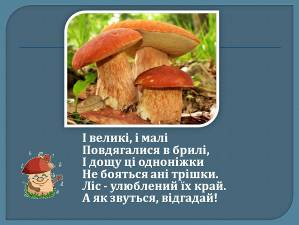 І великі, і малі
Повдягалися в брилі,
І дощу ці одноніжки
Не бояться ані трішки.
Ліс - улюблений їх край.
А як звуться, відгадай!